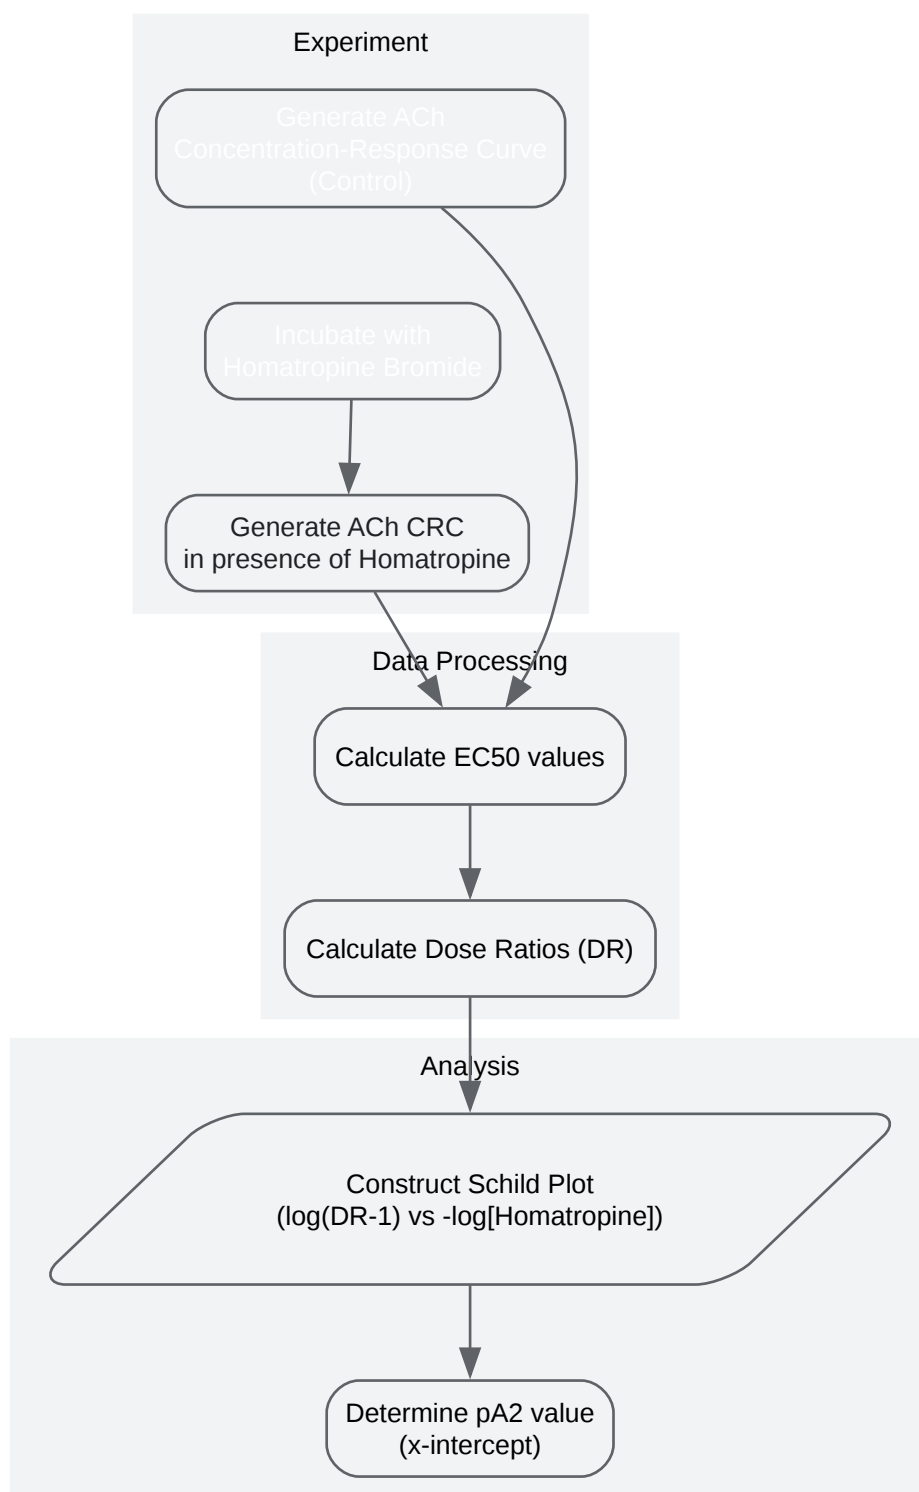 Experiment
Generate ACh
Concentration-Response Curve
(Control)
Incubate with
Homatropine Bromide
Generate ACh CRC
in presence of Homatropine
Data Processing
Calculate EC50 values
Calculate Dose Ratios (DR)
Analysis
Construct Schild Plot
(log(DR-1) vs -log[Homatropine])
Determine pA2 value
(x-intercept)